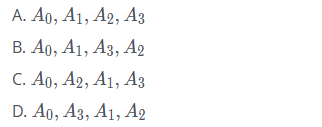 A. A₀, A₁, A₂, A₃
B. A₀, A₁, A₃, A₂
C. A₀, A₂, A₁, A₃
D. A₀, A₃, A₁, A₂